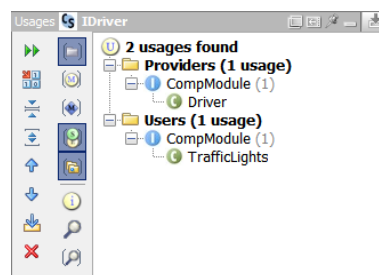 Usages IDriver
2 usages found
Providers (1 usage)
CompModule (1)
Driver
Users (1 usage)
CompModule (1)
TrafficLights